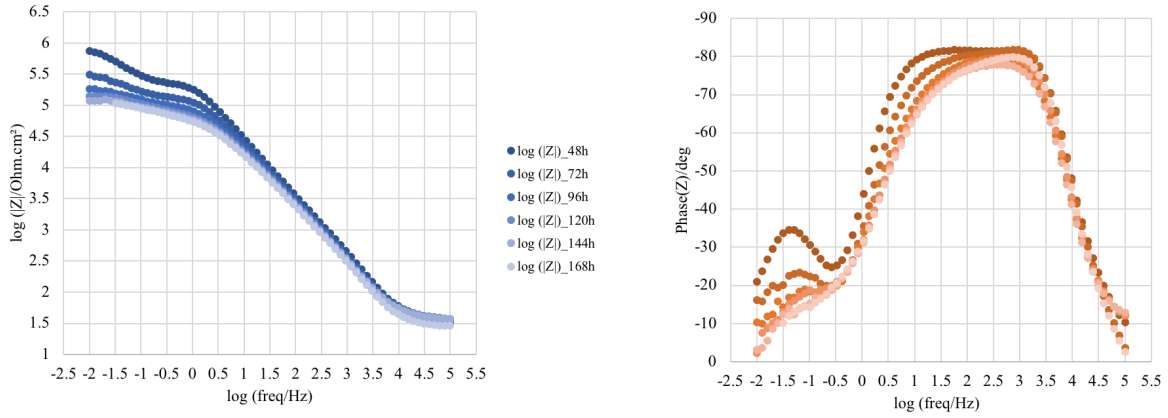 6.5
6
5.5
5
4.5
4
3.5
3
2.5
2
1.5
1
log (|Z|/Ohm.cm²)
-2.5 -2 -1.5 -1 -0.5 0 0.5 1 1.5 2 2.5 3 3.5 4 4.5 5 5.5
log (freq/Hz)
log (|Z|)_48h
log (|Z|)_72h
log (|Z|)_96h
log (|Z|)_120h
log (|Z|)_144h
log (|Z|)_168h
-90
-80
-70
-60
-50
-40
-30
-20
-10
0
Phase(Z)/deg
-2.5 -2 -1.5 -1 -0.5 0 0.5 1 1.5 2 2.5 3 3.5 4 4.5 5 5.5
log (freq/Hz)